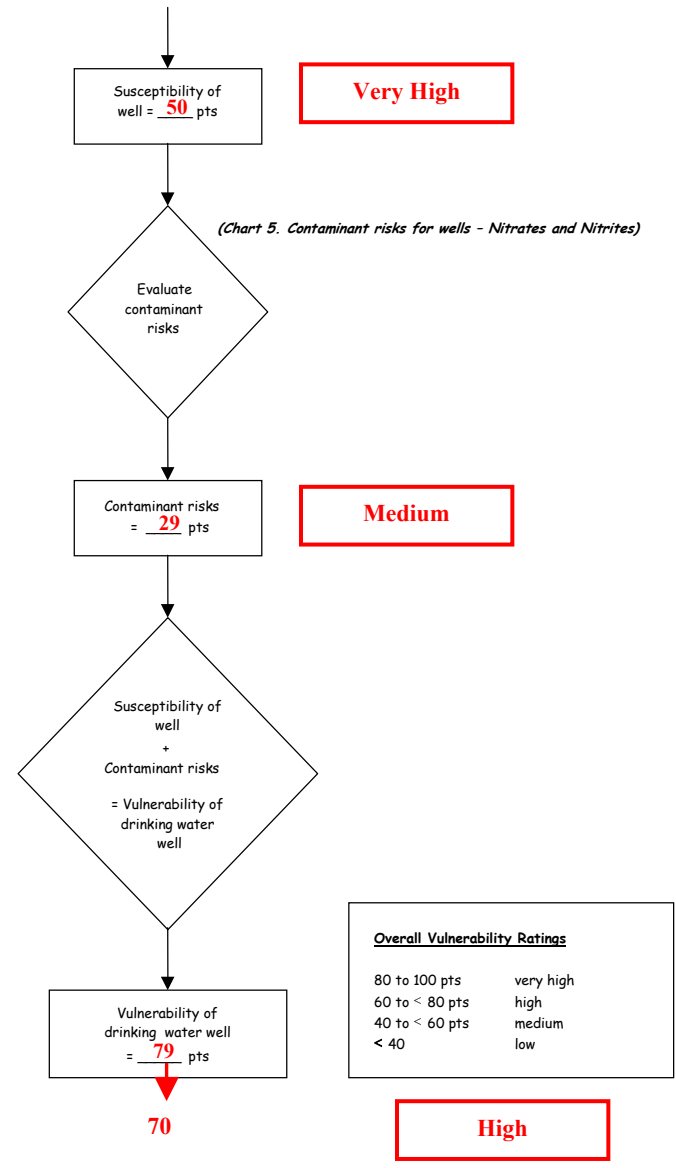 Susceptibility of
well = 50 pts
Very High
(Chart 5. Contaminant risks for wells – Nitrates and Nitrites)
Evaluate
contaminant
risks
Contaminant risks
= 29 pts
Medium
Susceptibility of
well
+
Contaminant risks
= Vulnerability of
drinking water
well
Overall Vulnerability Ratings
80 to 100 pts very high
60 to < 80 pts high
40 to < 60 pts medium
< 40 low
Vulnerability of
drinking water well
= 79 pts
70
High